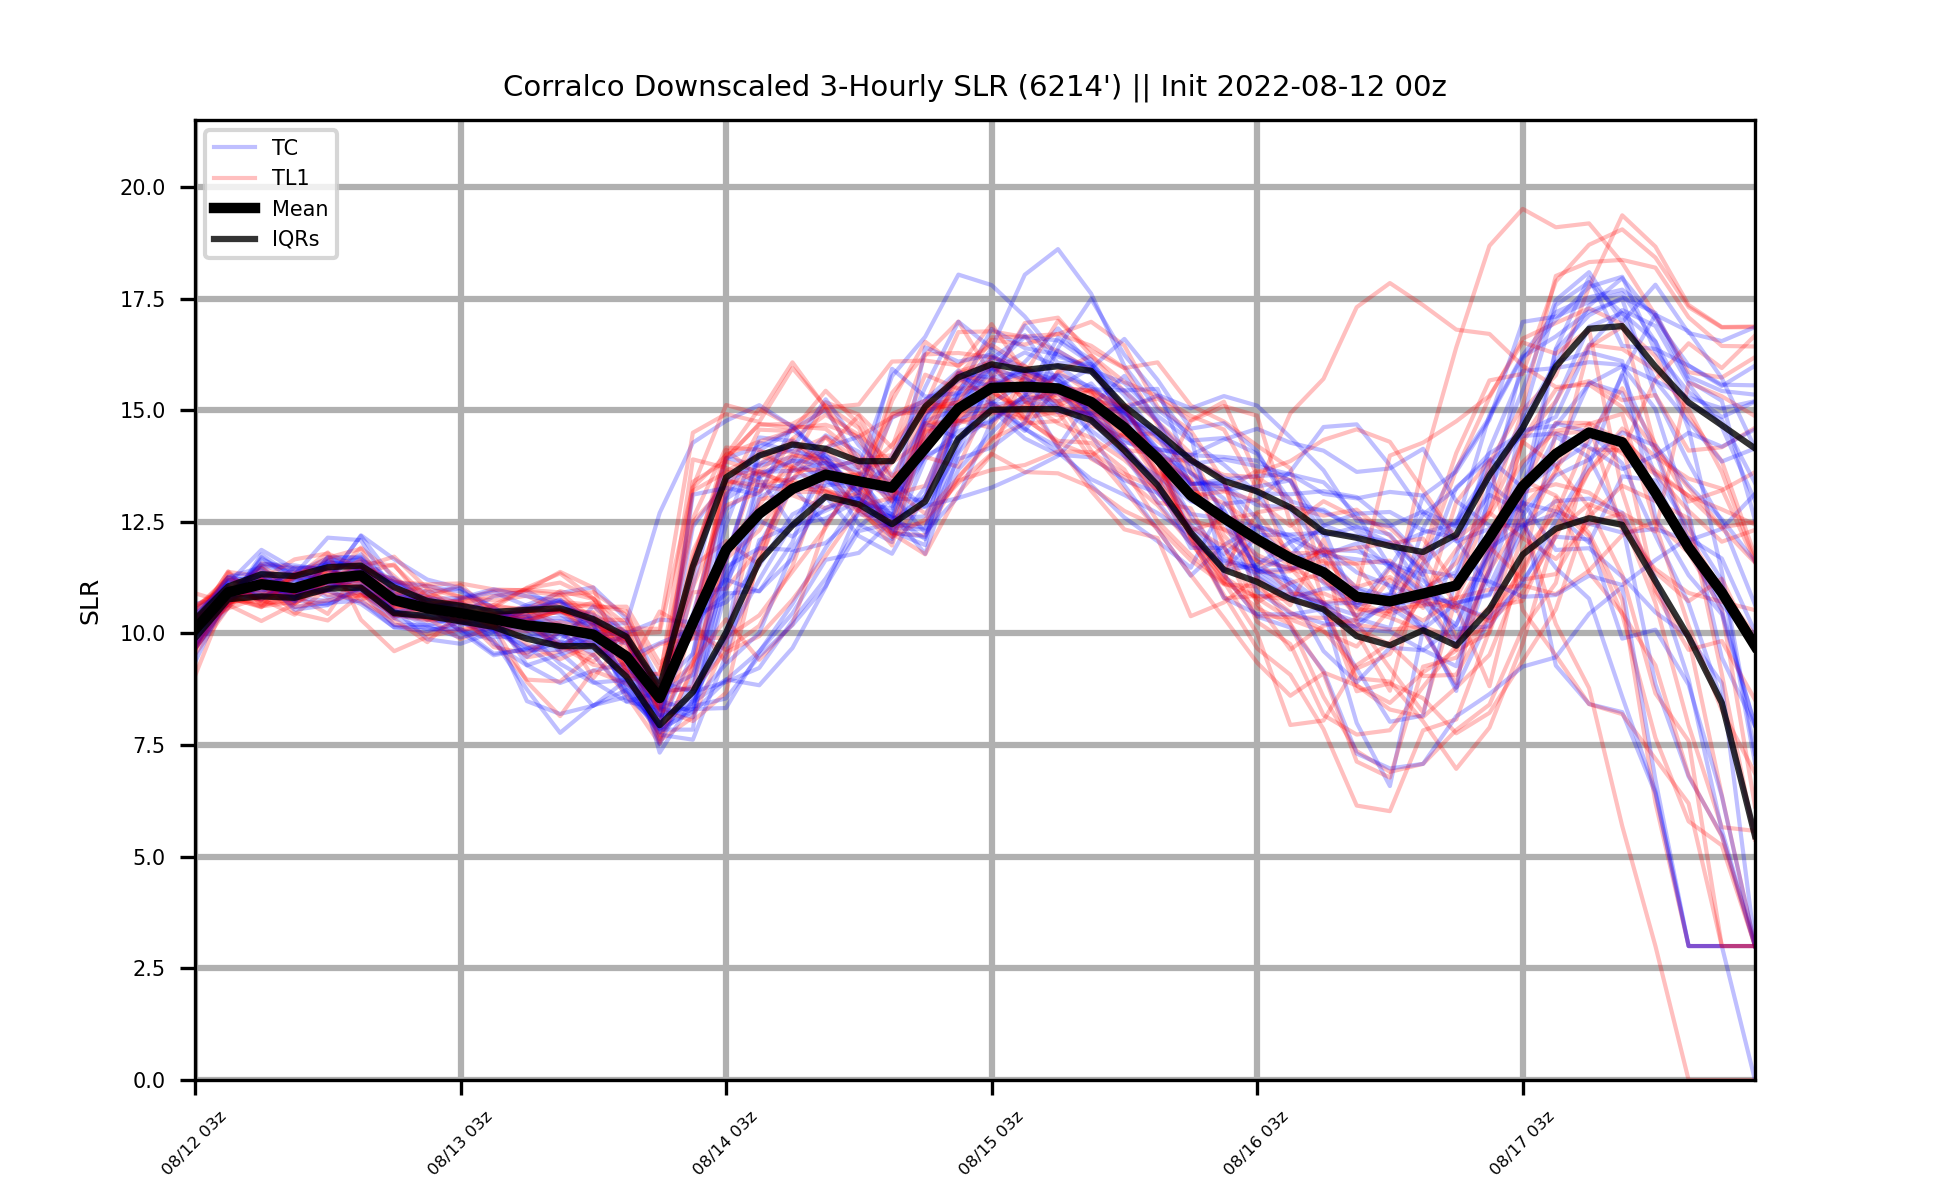 Corralco Downscaled 3-Hourly SLR (6214') || Init 2022-08-12 00z
TC
TL1
Mean
IQRs
SLR
20.0
17.5
15.0
12.5
10.0
7.5
5.0
2.5
0.0
08/12 03z
08/13 03z
08/14 03z
08/15 03z
08/16 03z
08/17 03z